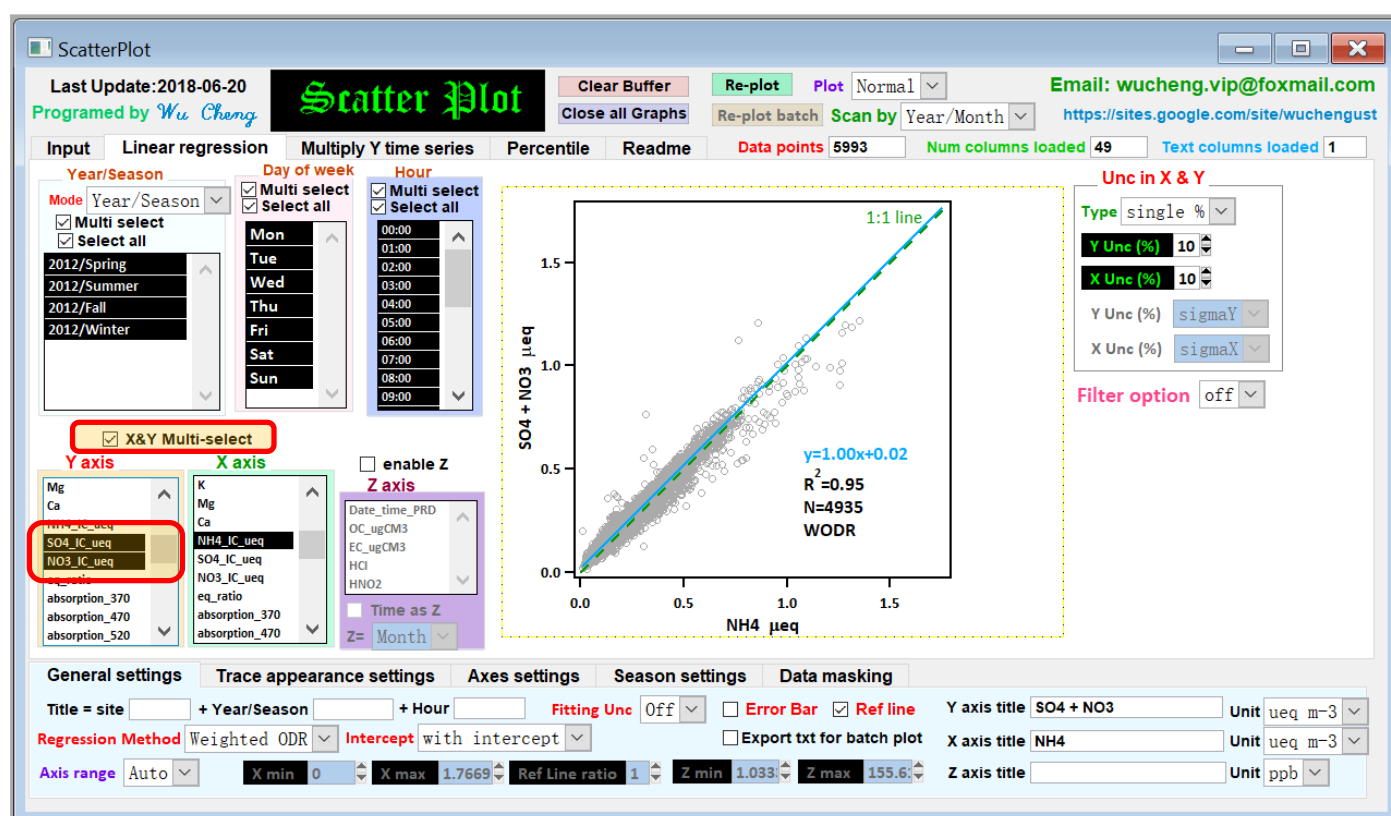 ScatterPlot
Last Update:2018-06-20
Programed by Wu Cheng
Scatter Plot
Clear Buffer
Close all Graphs
Re-plot
Plot Normal
Re-plot batch
Scan by Year/Month
Email: wucheng.vip@foxmail.com
https://sites.google.com/site/wuchengust
Input Linear regression Multiply Y time series Percentile Readme
Data points 5993
Num columns loaded 49
Text columns loaded 1
Year/Season
Mode Year/Season
Multi select
Select all
2012/Spring
2012/Summer
2012/Fall
2012/Winter
Day of week
Multi select
Select all
Mon
Tue
Wed
Thu
Fri
Sat
Sun
Hour
Multi select
Select all
00:00
01:00
02:00
03:00
04:00
05:00
06:00
07:00
08:00
09:00
X&Y Multi-select
Y axis
Mg
Ca
NH4_IC_ueq
SO4_IC_ueq
NO3_IC_ueq
eq_ratio
absorption_370
absorption_470
absorption_520
X axis
K
Mg
Ca
NH4_IC_ueq
SO4_IC_ueq
NO3_IC_ueq
eq_ratio
absorption_370
absorption_470
enable Z
Z axis
Date_time_PRD
OC_ugCM3
EC_ugCM3
HCl
HNO2
Time as Z
Z= Month
1:1 line
1.5
1.0
0.5
0.0
SO4 + NO3 μeq
y=1.00x+0.02
R2=0.95
N=4935
WODR
0.0 0.5 1.0 1.5
NH4 μeq
Unc in X & Y
Type single %
Y Unc (%) 10
X Unc (%) 10
Y Unc (%) sigmaY
X Unc (%) sigmaX
Filter option off
General settings Trace appearance settings Axes settings Season settings Data masking
Title = site + Year/Season + Hour
Fitting Unc Off
Error Bar Ref line
Y axis title SO4 + NO3 Unit ueq m-3
Regression Method Weighted ODR Intercept with intercept
Export txt for batch plot
X axis title NH4 Unit ueq m-3
Axis range Auto X min 0 X max 1.7669 Ref Line ratio 1 Z min 1.033 Z max 155.6
Z axis title Unit ppb